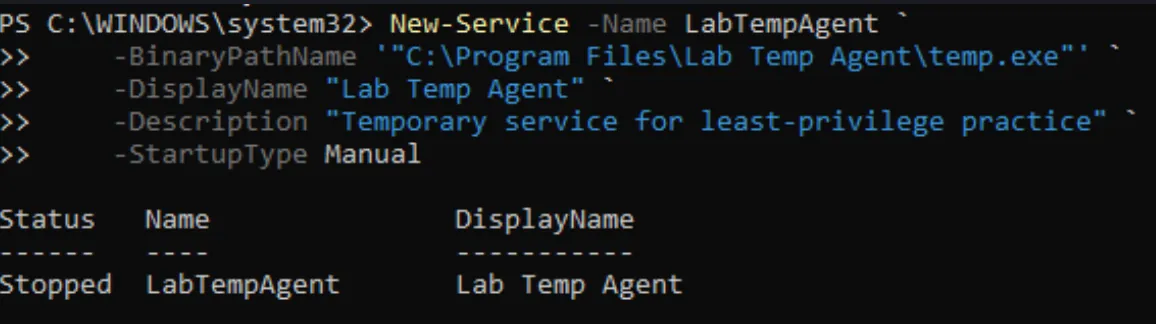 PS C:\WINDOWS\system32> New-Service -Name LabTempAgent `
>>     -BinaryPathName '"C:\Program Files\Lab Temp Agent\temp.exe"' `
>>     -DisplayName "Lab Temp Agent" `
>>     -Description "Temporary service for least-privilege practice" `
>>     -StartupType Manual

Status   Name               DisplayName
------   ----               -----------
Stopped  LabTempAgent       Lab Temp Agent